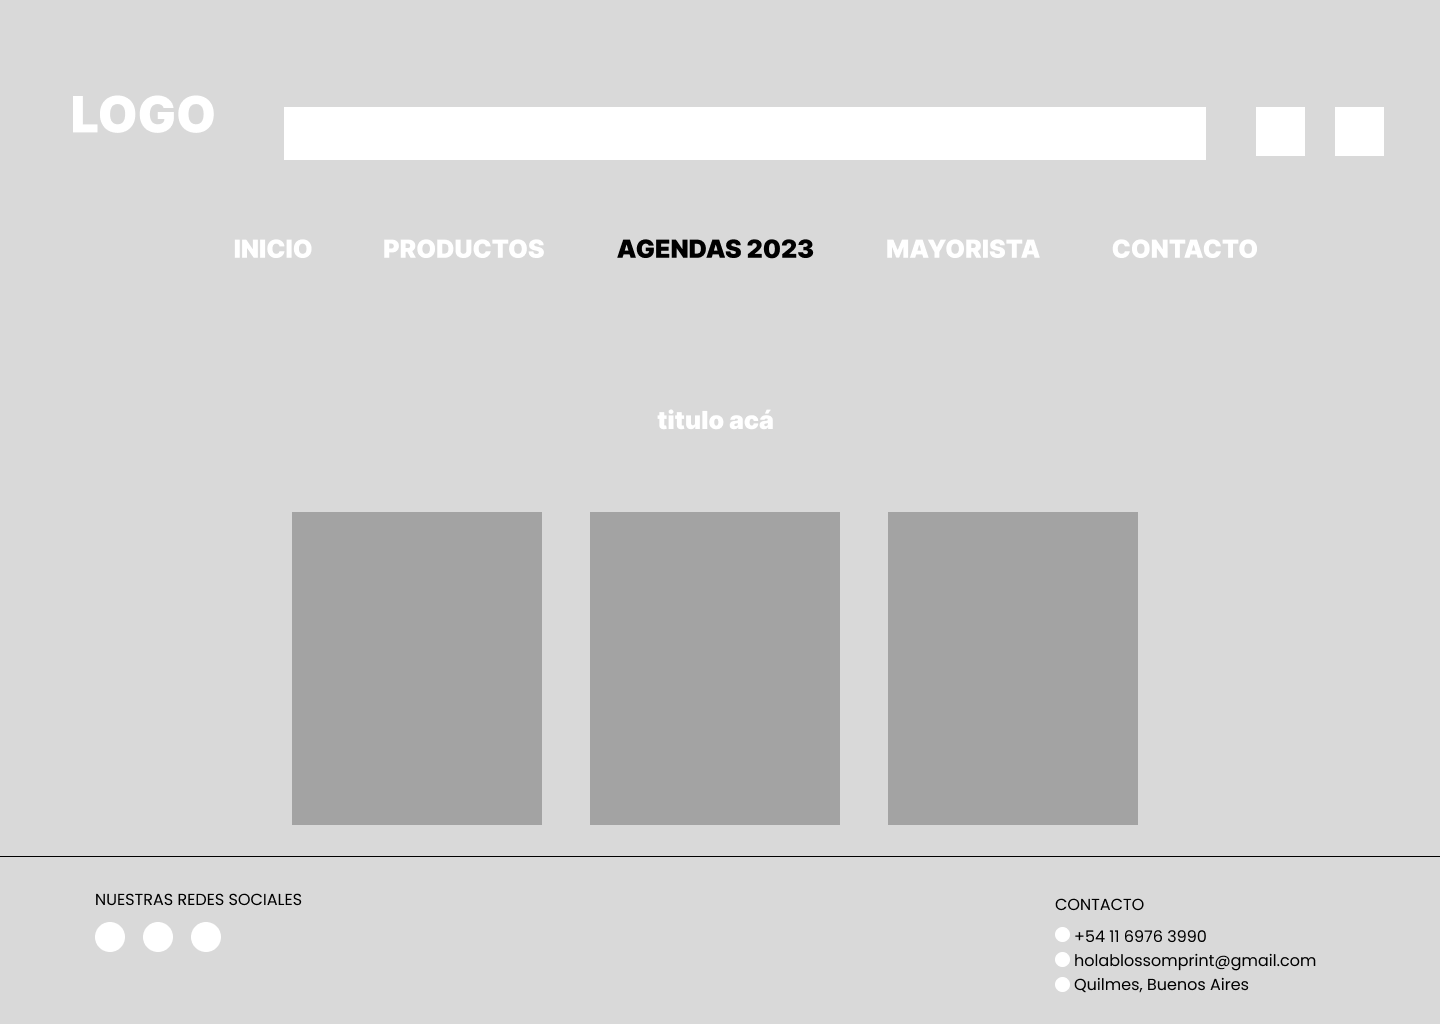 LOGO
INICIO PRODUCTOS AGENDAS 2023 MAYORISTA CONTACTO
titulo acá
NUESTRAS REDES SOCIALES
CONTACTO
+54 11 6976 3990
holablossomprint@gmail.com
Quilmes, Buenos Aires